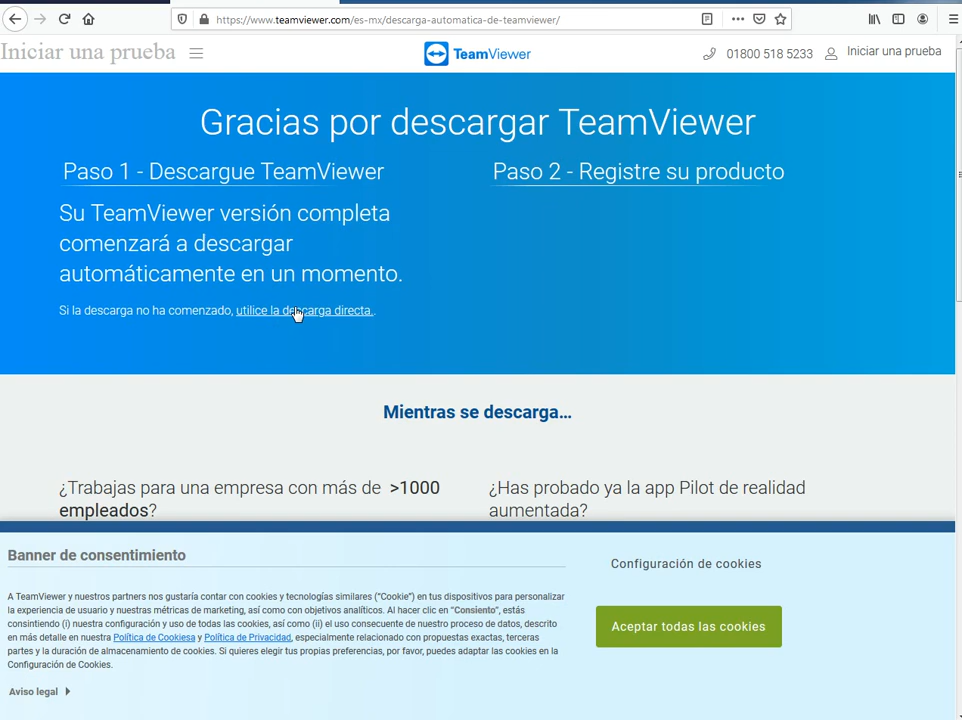 https://www.teamviewer.com/es-mx/descarga-automatica-de-teamviewer/
Iniciar una prueba
TeamViewer
01800 518 5233
Iniciar una prueba
Gracias por descargar TeamViewer
Paso 1 - Descargue TeamViewer
Paso 2 - Registre su producto
Su TeamViewer versión completa
comenzará a descargar
automáticamente en un momento.
Si la descarga no ha comenzado, utilice la descarga directa..
Mientras se descarga…
¿Trabajas para una empresa con más de >1000
empleados?
¿Has probado ya la app Pilot de realidad
aumentada?
Banner de consentimiento
A TeamViewer y nuestros partners nos gustaría contar con cookies y tecnologías similares ("Cookie") en tus dispositivos para personalizar
la experiencia de usuario y nuestras métricas de marketing, así como con objetivos analíticos. Al hacer clic en "Consiento", estás
consintiendo (i) nuestra configuración y uso de todas las cookies, así como (ii) el uso consecuente de nuestro proceso de datos, descrito
en más detalle en nuestra Política de Cookiesa y Política de Privacidad, especialmente relacionado con propuestas exactas, terceras
partes y la duración de almacenamiento de cookies. Si quieres elegir tus propias preferencias, por favor, puedes adaptar las cookies en la
Configuración de Cookies.
Aviso legal
Configuración de cookies
Aceptar todas las cookies